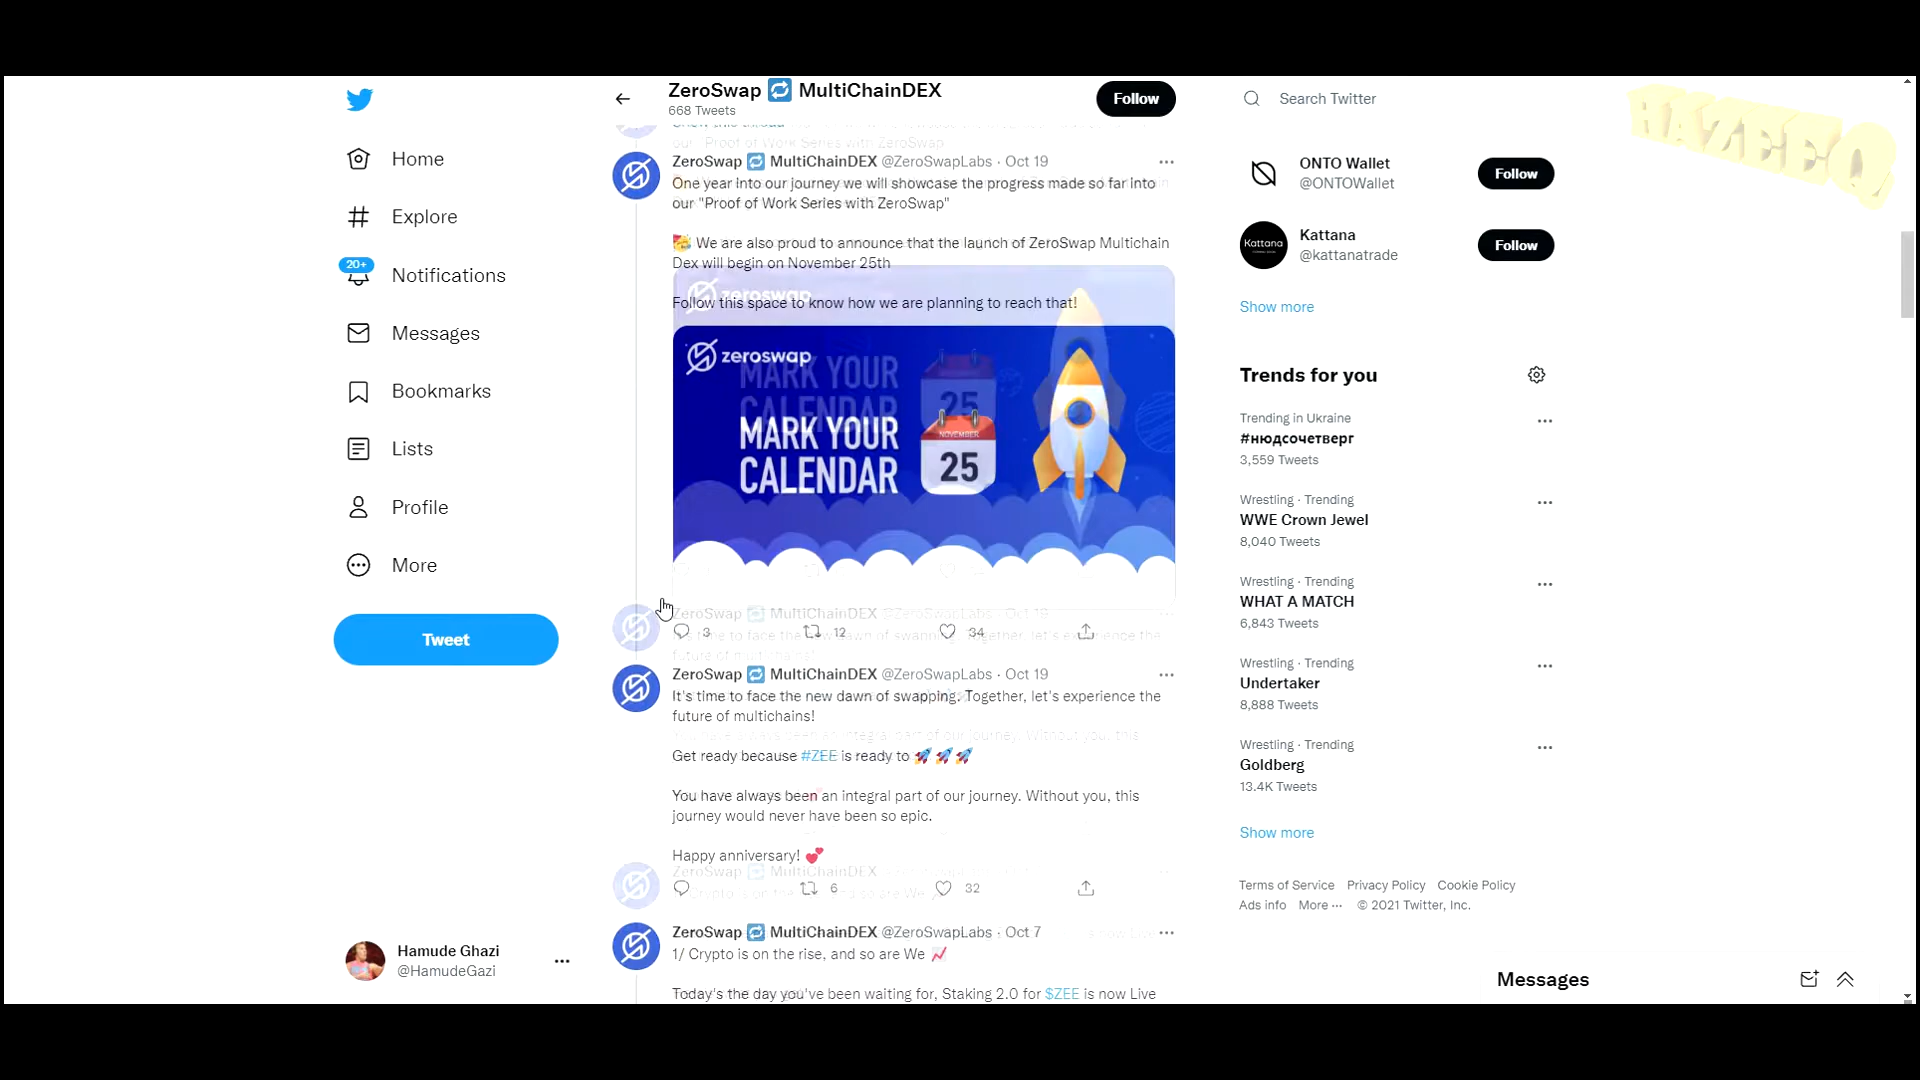 ZeroSwap 🔁 MultiChainDEX
668 Tweets
Follow
Search Twitter
HAZEEQ
Home
Explore
20+
Notifications
Messages
Bookmarks
Lists
Profile
More
Tweet
Hamude Ghazi
@HamudeGazi
ZeroSwap 🔁 MultiChainDEX @ZeroSwapLabs · Oct 19
One year into our journey we will showcase the progress made so far into
our "Proof of Work Series with ZeroSwap"
🥳 We are also proud to announce that the launch of ZeroSwap Multichain
Dex will begin on November 25th
Follow this space to know how we are planning to reach that!
zeroswap
MARK YOUR
CALENDAR
NOVEMBER
25
3 12 34
ZeroSwap 🔁 MultiChainDEX @ZeroSwapLabs · Oct 19
It's time to face the new dawn of swapping. Together, let's experience the
future of multichains!
Get ready because #ZEE is ready to 🚀 🚀 🚀
You have always been an integral part of our journey. Without you, this
journey would never have been so epic.
Happy anniversary! 💕
6 32
ZeroSwap 🔁 MultiChainDEX @ZeroSwapLabs · Oct 7
1/ Crypto is on the rise, and so are We 📈
Today's the day you've been waiting for, Staking 2.0 for $ZEE is now Live
ONTO Wallet
@ONTOWallet
Follow
Kattana
Kattana
@kattanatrade
Follow
Show more
Trends for you
Trending in Ukraine
#нюдсочетверг
3,559 Tweets
Wrestling · Trending
WWE Crown Jewel
8,040 Tweets
Wrestling · Trending
WHAT A MATCH
6,843 Tweets
Wrestling · Trending
Undertaker
8,888 Tweets
Wrestling · Trending
Goldberg
13.4K Tweets
Show more
Terms of Service Privacy Policy Cookie Policy
Ads info More ··· © 2021 Twitter, Inc.
Messages